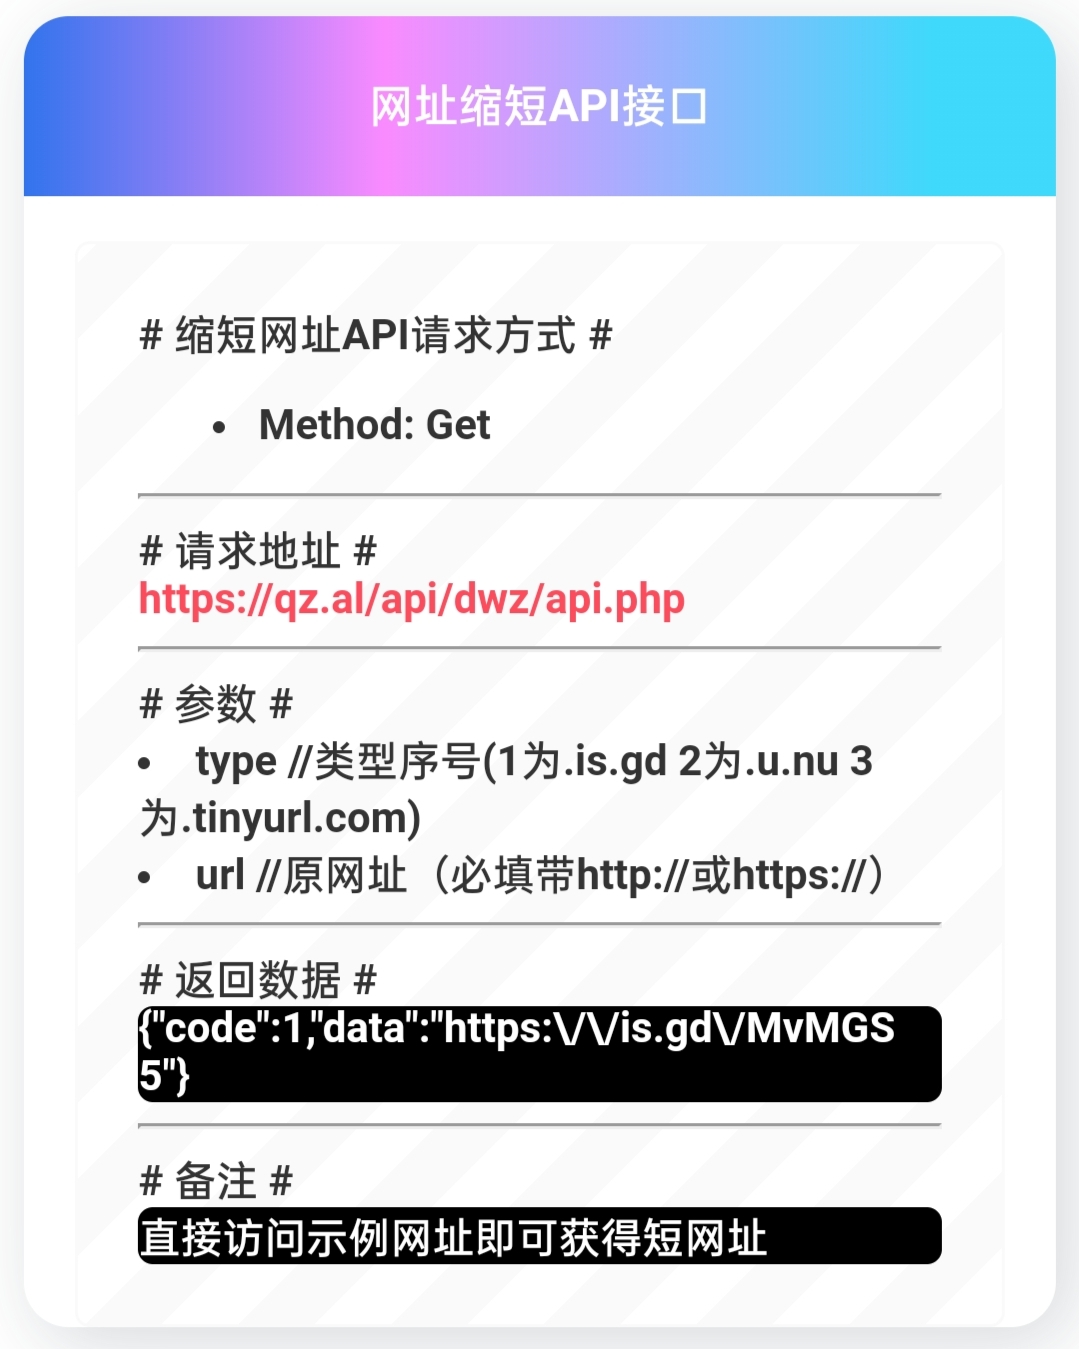 网址缩短API接口
# 缩短网址API请求方式 #
• Method: Get
# 请求地址 #
https://qz.al/api/dwz/api.php
# 参数 #
• type //类型序号(1为.is.gd 2为.u.nu 3
为.tinyurl.com)
• url //原网址（必填带http://或https://）
# 返回数据 #
{"code":1,"data":"https:\/\/is.gd\/MvMGS
5"}
# 备注 #
直接访问示例网址即可获得短网址